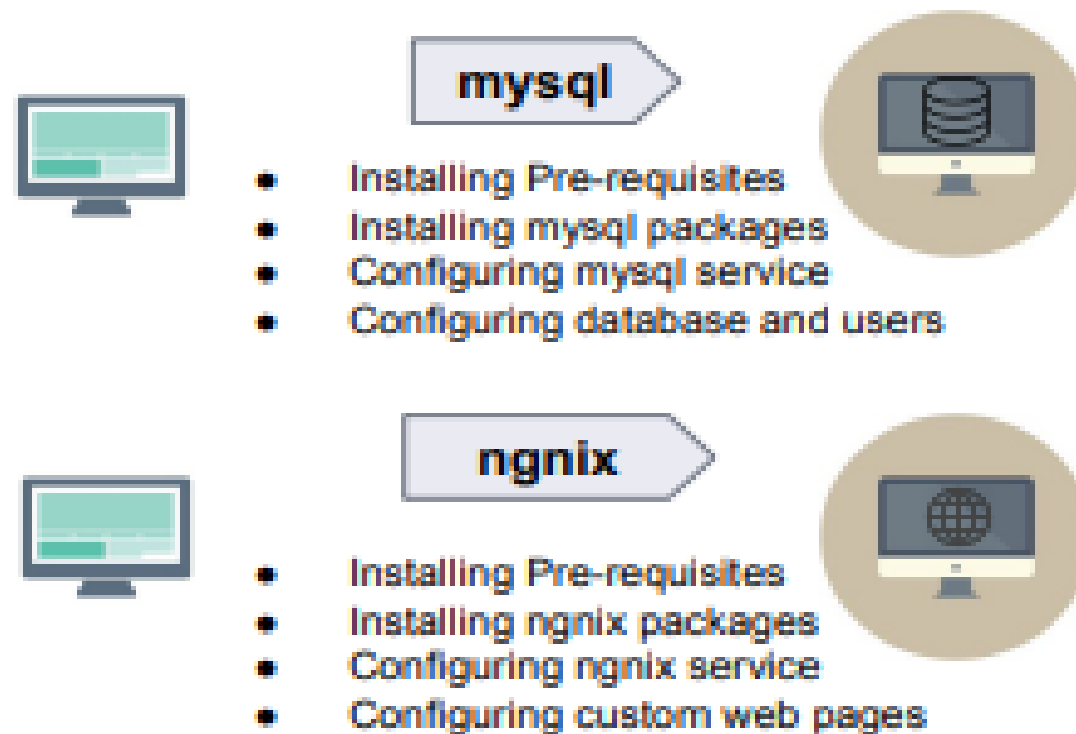 mysql
• Installing Pre-requisites
• Installing mysql packages
• Configuring mysql service
• Configuring database and users
ngnix
• Installing Pre-requisites
• Installing ngnix packages
• Configuring ngnix service
• Configuring custom web pages